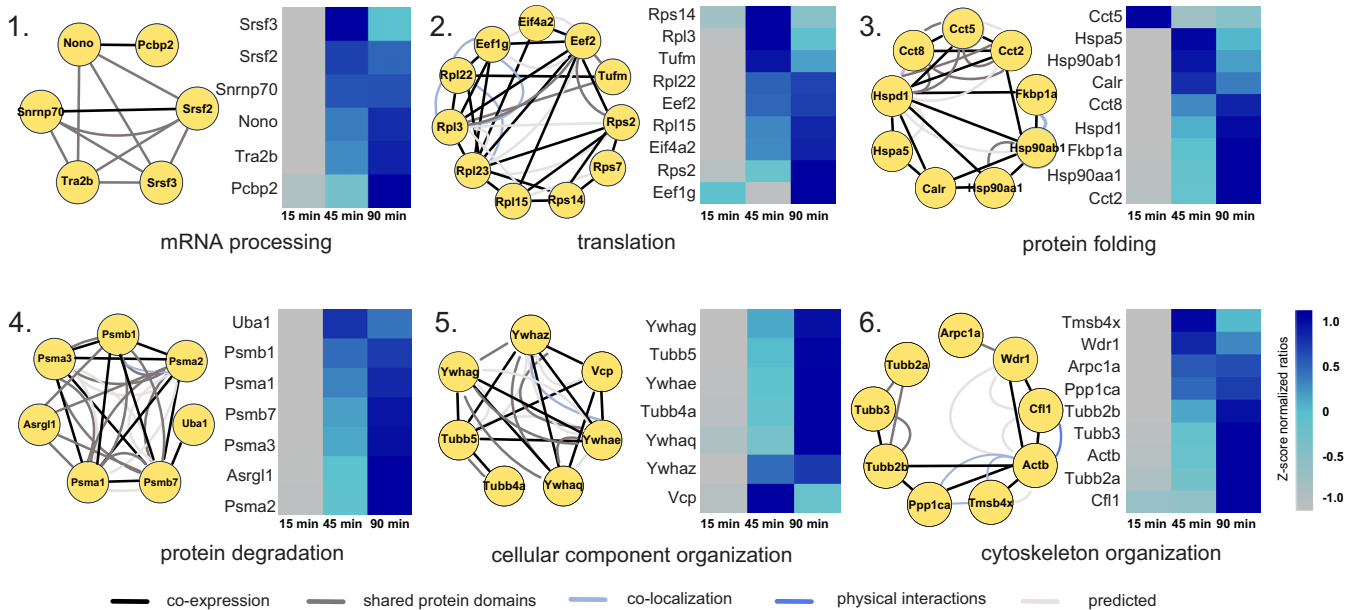 1.
Nono
Pcbp2
Snrnp70
Srsf2
Tra2b
Srsf3
Srsf3
Srsf2
Snrnp70
Nono
Tra2b
Pcbp2
15 min 45 min 90 min
mRNA processing
2.
Eif4a2
Eef1g
Eef2
Rpl22
Tufm
Rpl3
Rps2
Rpl23
Rps7
Rpl15
Rps14
Rps14
Rpl3
Tufm
Rpl22
Eef2
Rpl15
Eif4a2
Rps2
Eef1g
15 min 45 min 90 min
translation
3.
Cct5
Cct8
Cct2
Hspd1
Fkbp1a
Hspa5
Hsp90ab1
Calr
Hsp90aa1
Cct5
Hspa5
Hsp90ab1
Calr
Cct8
Hspd1
Fkbp1a
Hsp90aa1
Cct2
15 min 45 min 90 min
protein folding
4.
Psmb1
Psma3
Psma2
Asrgl1
Uba1
Psma1
Psmb7
Uba1
Psmb1
Psma1
Psmb7
Psma3
Asrgl1
Psma2
15 min 45 min 90 min
protein degradation
5.
Ywhaz
Ywhag
Vcp
Tubb5
Ywhae
Tubb4a
Ywhaq
Ywhag
Tubb5
Ywhae
Tubb4a
Ywhaq
Ywhaz
Vcp
15 min 45 min 90 min
cellular component organization
6.
Arpc1a
Tubb2a
Wdr1
Tubb3
Cfl1
Tubb2b
Actb
Ppp1ca
Tmsb4x
Tmsb4x
Wdr1
Arpc1a
Ppp1ca
Tubb2b
Tubb3
Actb
Tubb2a
Cfl1
15 min 45 min 90 min
cytoskeleton organization
1.0
0.5
0
-0.5
-1.0
Z-score normalized ratios
co-expression shared protein domains co-localization physical interactions predicted